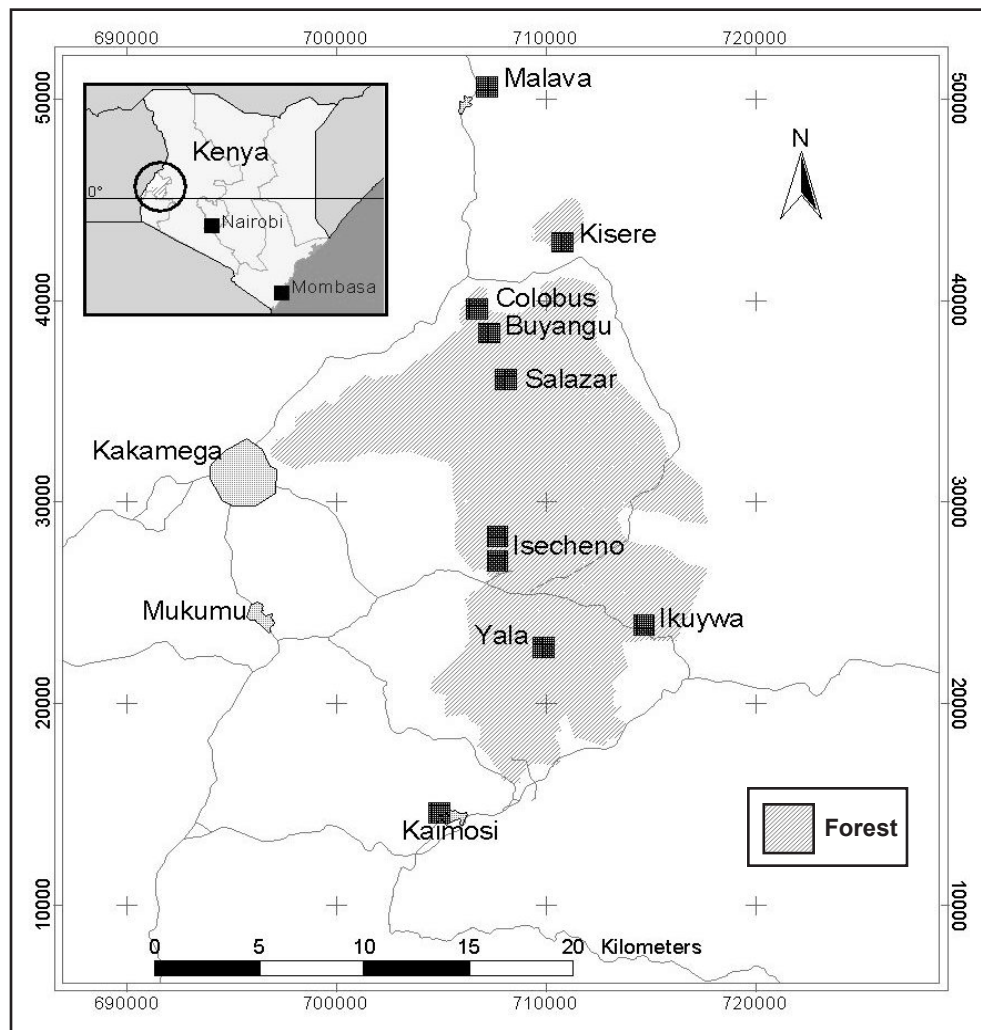 690000 700000 710000 720000
50000
40000
30000
20000
10000
50000
40000
30000
20000
10000
Kenya
0°
Nairobi
Mombasa
N
Malava
Kisere
Colobus
Buyangu
Salazar
Kakamega
Isecheno
Mukumu
Ikuywa
Yala
Kaimosi
Forest
0 5 10 15 20 Kilometers
690000 700000 710000 720000